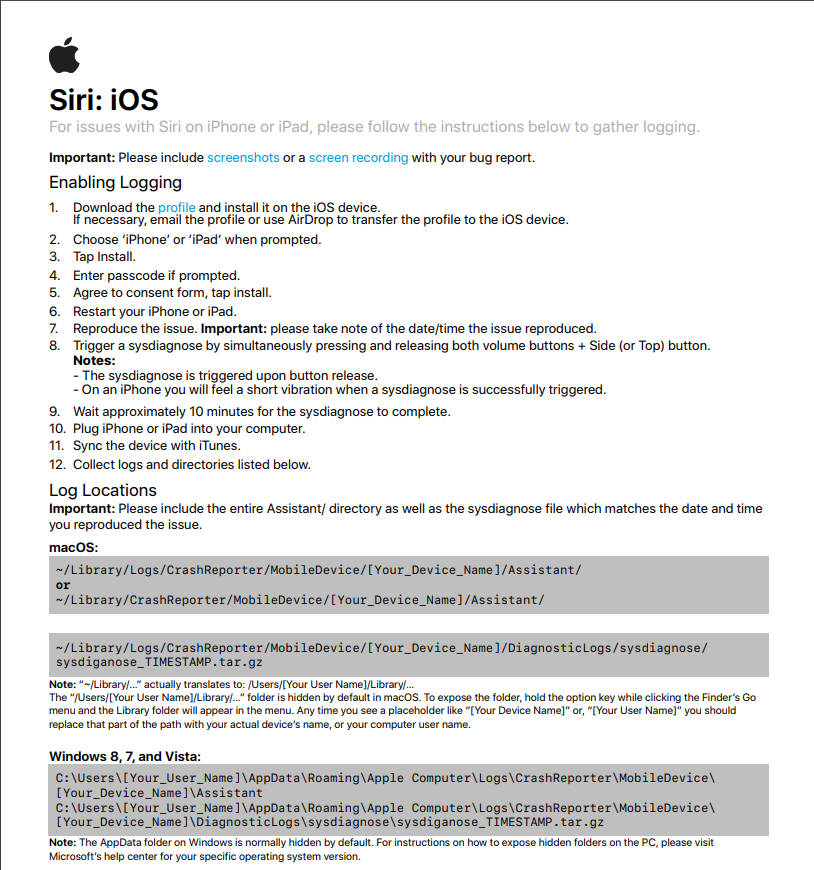 Siri: iOS
For issues with Siri on iPhone or iPad, please follow the instructions below to gather logging.
Important: Please include screenshots or a screen recording with your bug report.
Enabling Logging
1. Download the profile and install it on the iOS device.
If necessary, email the profile or use AirDrop to transfer the profile to the iOS device.
2. Choose ‘iPhone’ or ‘iPad’ when prompted.
3. Tap Install.
4. Enter passcode if prompted.
5. Agree to consent form, tap install.
6. Restart your iPhone or iPad.
7. Reproduce the issue. Important: please take note of the date/time the issue reproduced.
8. Trigger a sysdiagnose by simultaneously pressing and releasing both volume buttons + Side (or Top) button.
Notes:
- The sysdiagnose is triggered upon button release.
- On an iPhone you will feel a short vibration when a sysdiagnose is successfully triggered.
9. Wait approximately 10 minutes for the sysdiagnose to complete.
10. Plug iPhone or iPad into your computer.
11. Sync the device with iTunes.
12. Collect logs and directories listed below.
Log Locations
Important: Please include the entire Assistant/ directory as well as the sysdiagnose file which matches the date and time
you reproduced the issue.
macOS:
~/Library/Logs/CrashReporter/MobileDevice/[Your_Device_Name]/Assistant/
or
~/Library/CrashReporter/MobileDevice/[Your_Device_Name]/Assistant/
~/Library/Logs/CrashReporter/MobileDevice/[Your_Device_Name]/DiagnosticLogs/sysdiagnose/
sysdiganose_TIMESTAMP.tar.gz
Note: “~/Library/...” actually translates to: /Users/[Your User Name]/Library/...
The “/Users/[Your User Name]/Library/...” folder is hidden by default in macOS. To expose the folder, hold the option key while clicking the Finder’s Go
menu and the Library folder will appear in the menu. Any time you see a placeholder like “[Your Device Name]” or, “[Your User Name]” you should
replace that part of the path with your actual device’s name, or your computer user name.
Windows 8, 7, and Vista:
C:\Users\[Your_User_Name]\AppData\Roaming\Apple Computer\Logs\CrashReporter\MobileDevice\
[Your_Device_Name]\Assistant
C:\Users\[Your_User_Name]\AppData\Roaming\Apple Computer\Logs\CrashReporter\MobileDevice\
[Your_Device_Name]\DiagnosticLogs\sysdiagnose\sysdiganose_TIMESTAMP.tar.gz
Note: The AppData folder on Windows is normally hidden by default. For instructions on how to expose hidden folders on the PC, please visit
Microsoft’s help center for your specific operating system version.